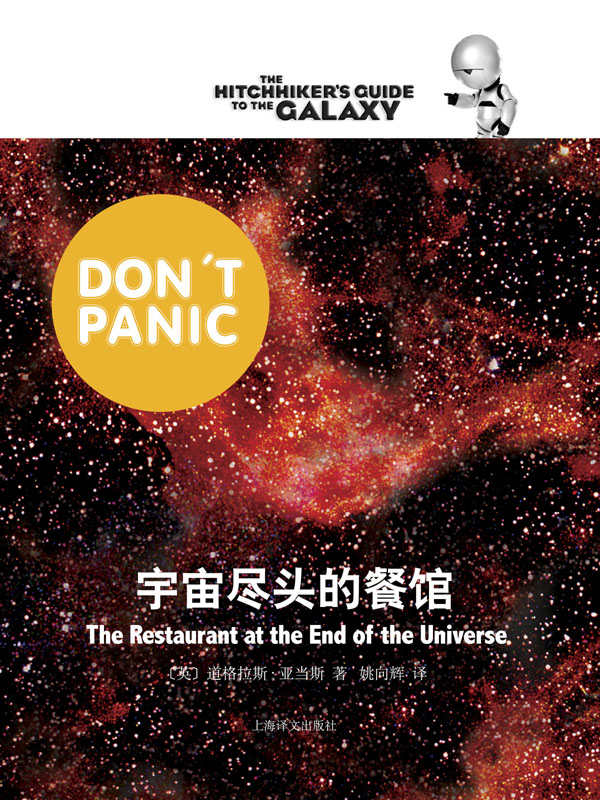 THE
HITCHHIKER'S GUIDE
TO THE GALAXY
DON´T
PANIC
宇宙尽头的餐馆
The Restaurant at the End of the Universe
〔英〕道格拉斯·亚当斯 著 姚向辉 译
上海译文出版社